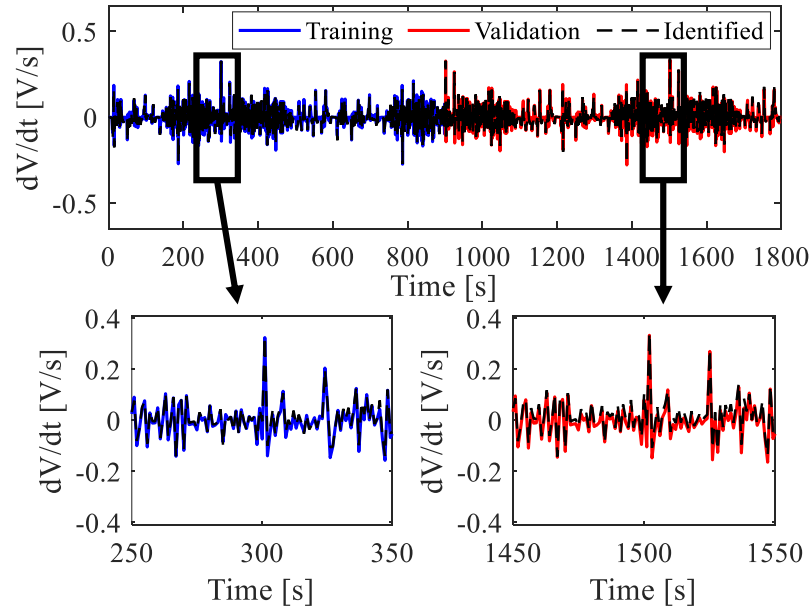 Training Validation Identified
dV/dt [V/s]
0.5
0
-0.5
0 200 400 600 800 1000 1200 1400 1600 1800
Time [s]
dV/dt [V/s]
0.4
0.2
0
-0.2
-0.4
250 300 350
Time [s]
dV/dt [V/s]
0.4
0.2
0
-0.2
-0.4
1450 1500 1550
Time [s]